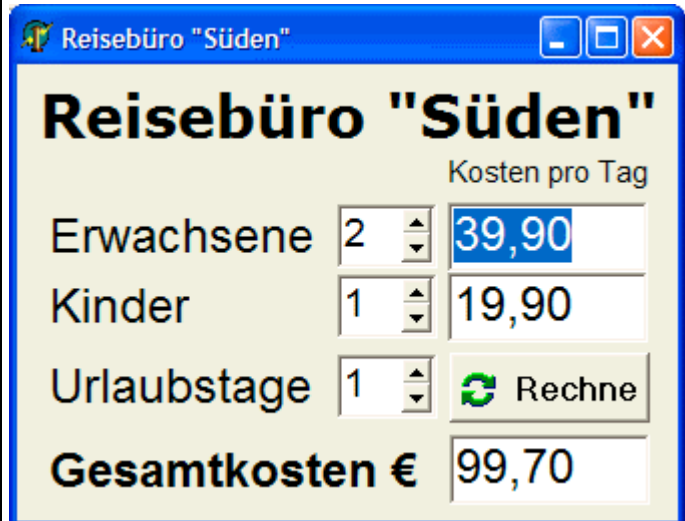 Reisebüro "Süden"
Reisebüro "Süden"
Kosten pro Tag
Erwachsene 2 39,90
Kinder 1 19,90
Urlaubstage 1 Rechne
Gesamtkosten € 99,70